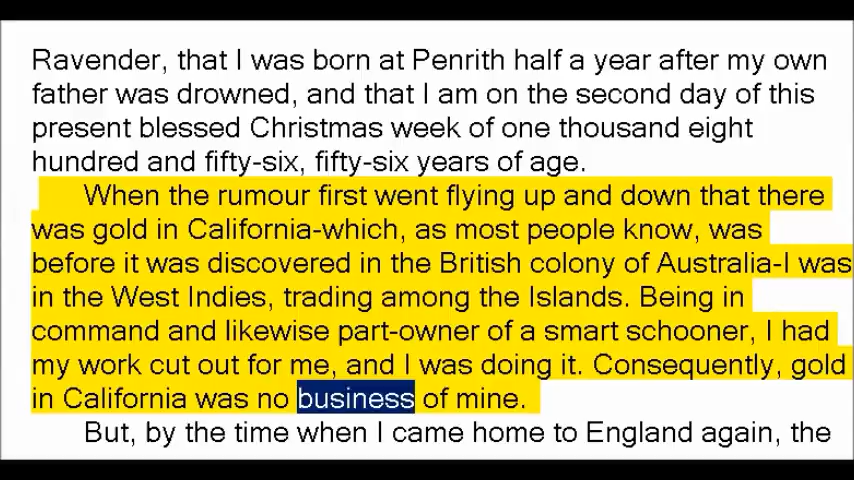 Ravender, that I was born at Penrith half a year after my own
father was drowned, and that I am on the second day of this
present blessed Christmas week of one thousand eight
hundred and fifty-six, fifty-six years of age.
When the rumour first went flying up and down that there
was gold in California-which, as most people know, was
before it was discovered in the British colony of Australia-I was
in the West Indies, trading among the Islands. Being in
command and likewise part-owner of a smart schooner, I had
my work cut out for me, and I was doing it. Consequently, gold
in California was no business of mine.
But, by the time when I came home to England again, the